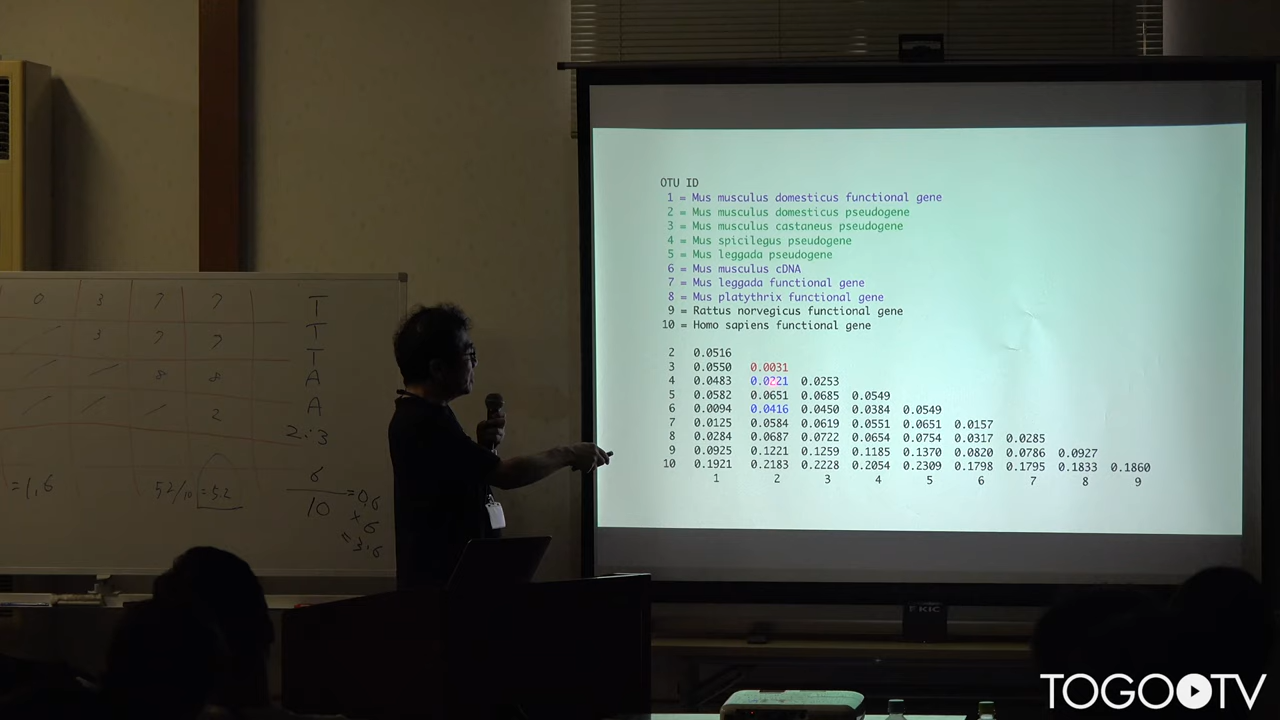 0 3 7 7 T
3 7 7 T
8 8 A
2 A
2.3
=1.6
52/10 =5.2
6
10
=0.6
x
6
=3.6
OTU ID
1 = Mus musculus domesticus functional gene
2 = Mus musculus domesticus pseudogene
3 = Mus musculus castaneus pseudogene
4 = Mus spicilegus pseudogene
5 = Mus leggada pseudogene
6 = Mus musculus cDNA
7 = Mus leggada functional gene
8 = Mus platythrix functional gene
9 = Rattus norvegicus functional gene
10 = Homo sapiens functional gene
2 0.0516
3 0.0550 0.0031
4 0.0483 0.0221 0.0253
5 0.0582 0.0651 0.0685 0.0549
6 0.0094 0.0416 0.0450 0.0384 0.0549
7 0.0125 0.0584 0.0619 0.0551 0.0651 0.0157
8 0.0284 0.0687 0.0722 0.0654 0.0754 0.0317 0.0285
9 0.0925 0.1221 0.1259 0.1185 0.1370 0.0820 0.0786 0.0927
10 0.1921 0.2183 0.2228 0.2054 0.2309 0.1798 0.1795 0.1833 0.1860
1 2 3 4 5 6 7 8 9
KIC
TOGOTV